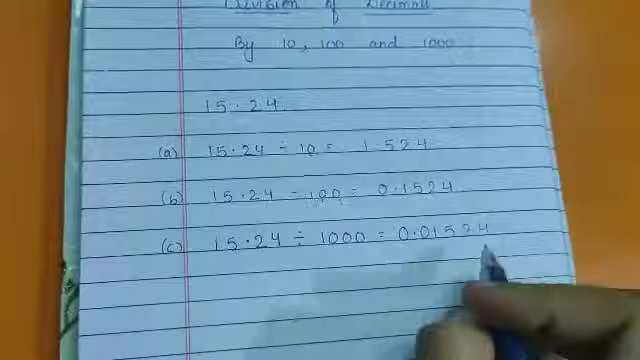 Division of Decimals
By 10, 100 and 1000
15.24
(a) 15.24 ÷ 10 = 1.524
(b) 15.24 ÷ 100 = 0.1524
(c) 15.24 ÷ 1000 = 0.01524